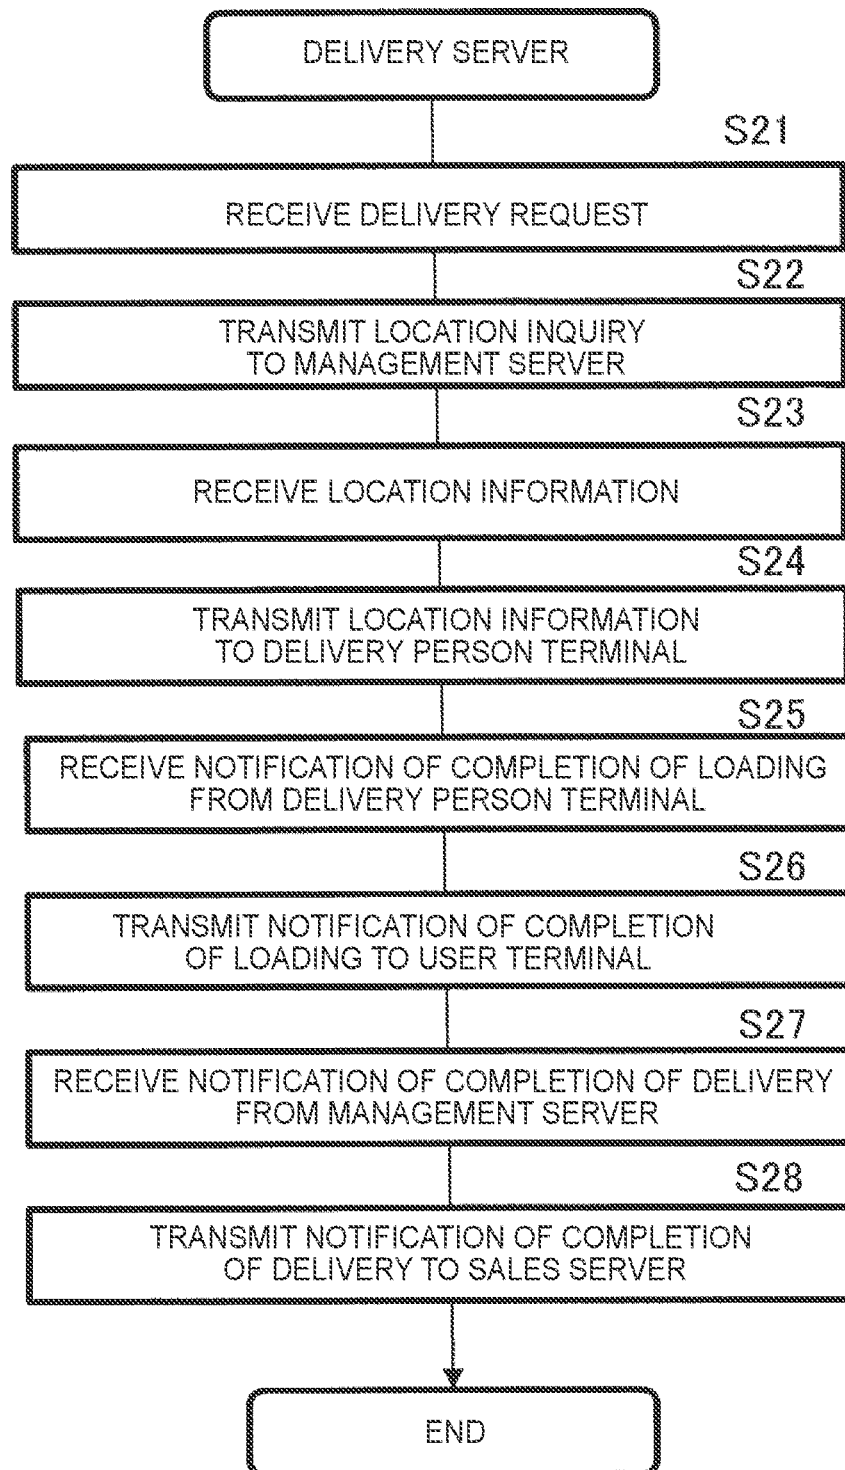 DELIVERY SERVER
S21
RECEIVE DELIVERY REQUEST
S22
TRANSMIT LOCATION INQUIRY
TO MANAGEMENT SERVER
S23
RECEIVE LOCATION INFORMATION
S24
TRANSMIT LOCATION INFORMATION
TO DELIVERY PERSON TERMINAL
S25
RECEIVE NOTIFICATION OF COMPLETION OF LOADING
FROM DELIVERY PERSON TERMINAL
S26
TRANSMIT NOTIFICATION OF COMPLETION
OF LOADING TO USER TERMINAL
S27
RECEIVE NOTIFICATION OF COMPLETION OF DELIVERY
FROM MANAGEMENT SERVER
S28
TRANSMIT NOTIFICATION OF COMPLETION
OF DELIVERY TO SALES SERVER
END